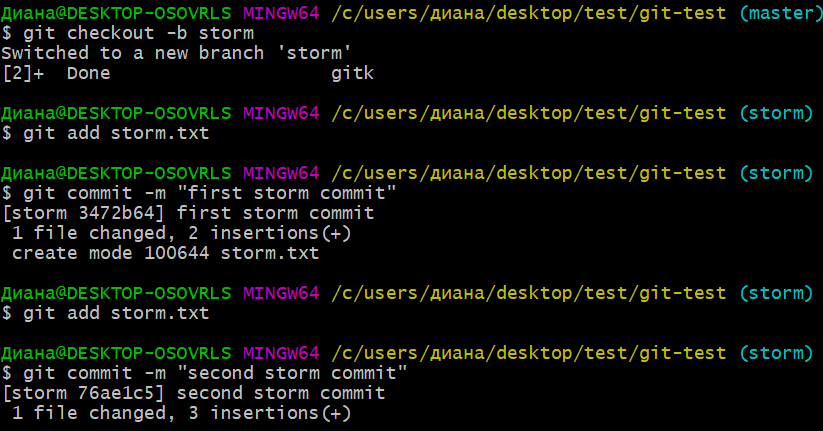 Диана@DESKTOP-OSOVRLS MINGW64 /c/users/диана/desktop/test/git-test (master)
$ git checkout -b storm
Switched to a new branch 'storm'
[2]+  Done                    gitk
Диана@DESKTOP-OSOVRLS MINGW64 /c/users/диана/desktop/test/git-test (storm)
$ git add storm.txt
Диана@DESKTOP-OSOVRLS MINGW64 /c/users/диана/desktop/test/git-test (storm)
$ git commit -m "first storm commit"
[storm 3472b64] first storm commit
 1 file changed, 2 insertions(+)
 create mode 100644 storm.txt
Диана@DESKTOP-OSOVRLS MINGW64 /c/users/диана/desktop/test/git-test (storm)
$ git add storm.txt
Диана@DESKTOP-OSOVRLS MINGW64 /c/users/диана/desktop/test/git-test (storm)
$ git commit -m "second storm commit"
[storm 76ae1c5] second storm commit
 1 file changed, 3 insertions(+)